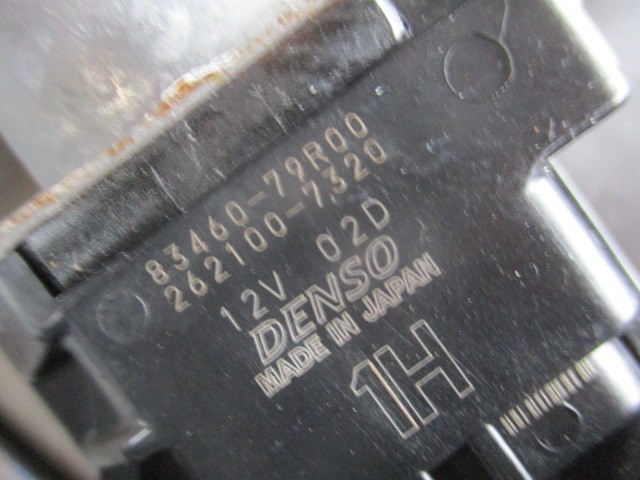 83460-79R00
262100-7320
12V 02D
DENSO
MADE IN JAPAN
1H